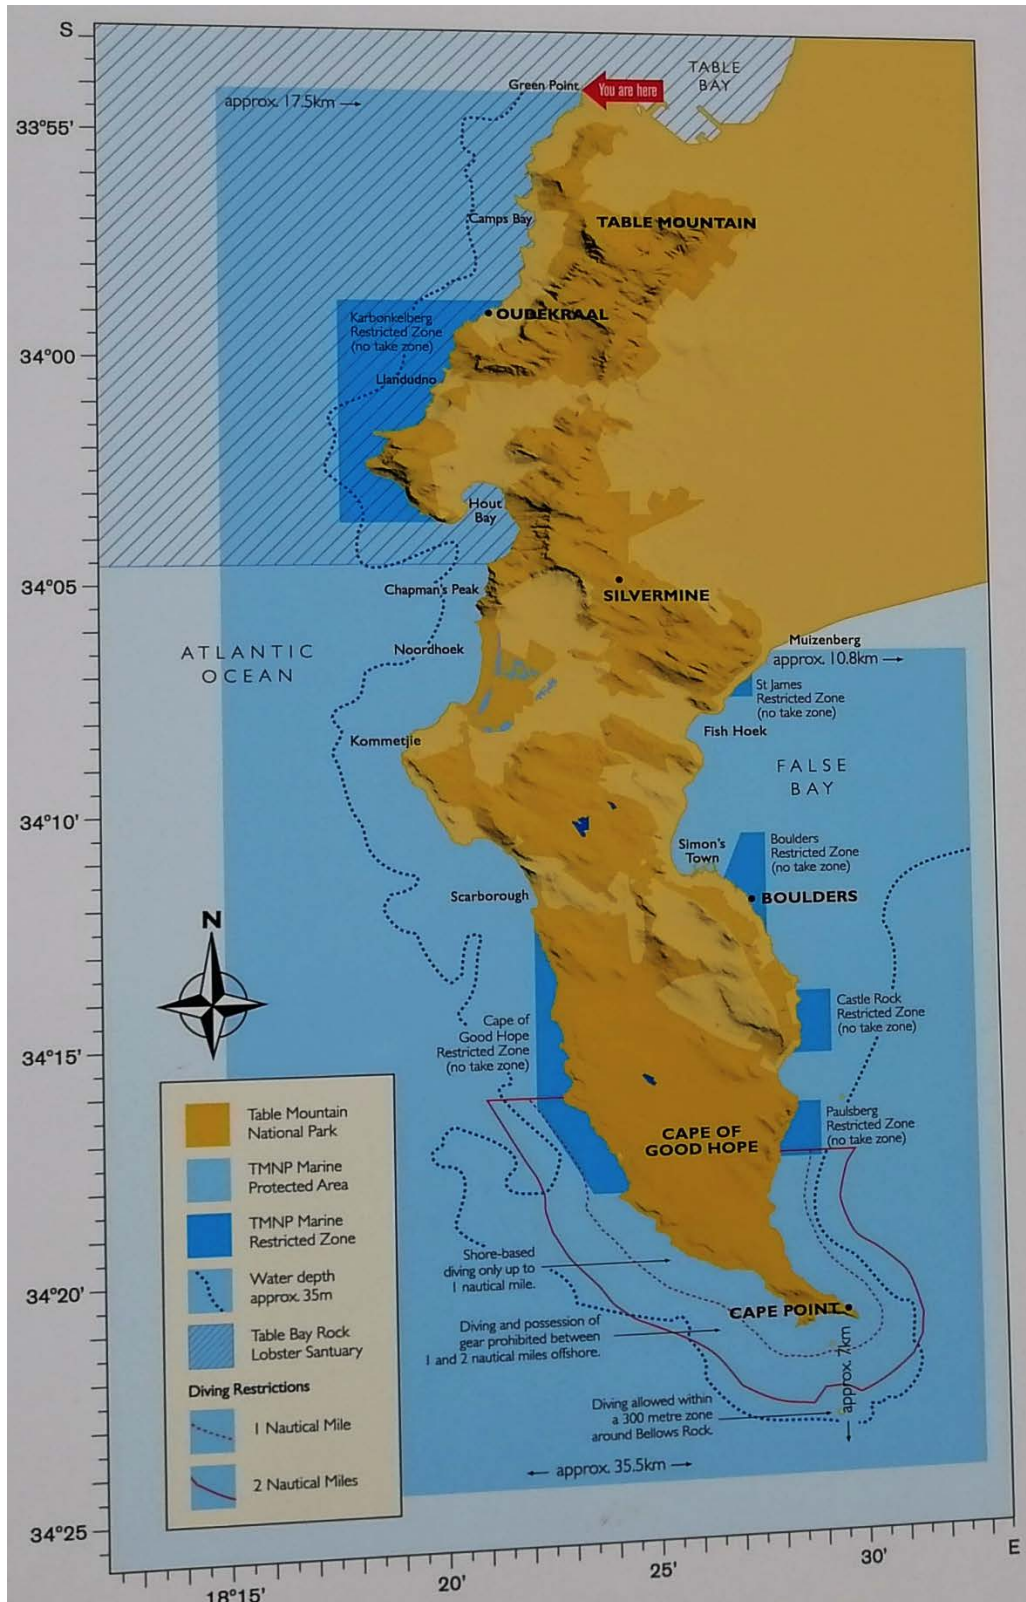 S
TABLE
BAY
Green Point
You are here
approx. 17.5km
33°55'
Camps Bay
TABLE MOUNTAIN
Karbonkelberg
Restricted Zone
(no take zone)
OUDEKRAAL
34°00
Llandudno
Hout
Bay
34°05
Chapman's Peak
SILVERMINE
ATLANTIC
OCEAN
Noordhoek
Muizenberg
approx. 10.8km
St James
Restricted Zone
(no take zone)
Fish Hoek
Kommetjie
FALSE
BAY
34°10'
Simon's
Town
Boulders
Restricted Zone
(no take zone)
Scarborough
BOULDERS
N
Castle Rock
Restricted Zone
(no take zone)
Cape of
Good Hope
Restricted Zone
(no take zone)
34°15'
Paulsberg
Restricted Zone
(no take zone)
CAPE OF
GOOD HOPE
Table Mountain
National Park
TMNP Marine
Protected Area
TMNP Marine
Restricted Zone
Water depth
approx. 35m
Table Bay Rock
Lobster Santuary
Diving Restrictions
1 Nautical Mile
2 Nautical Miles
Shore-based
diving only up to
1 nautical mile.
34°20'
CAPE POINT
Diving and possession of
gear prohibited between
1 and 2 nautical miles offshore.
approx. 7km
Diving allowed within
a 300 metre zone
around Bellows Rock.
approx. 35.5km
34°25
18°15'
20'
25'
30'
E